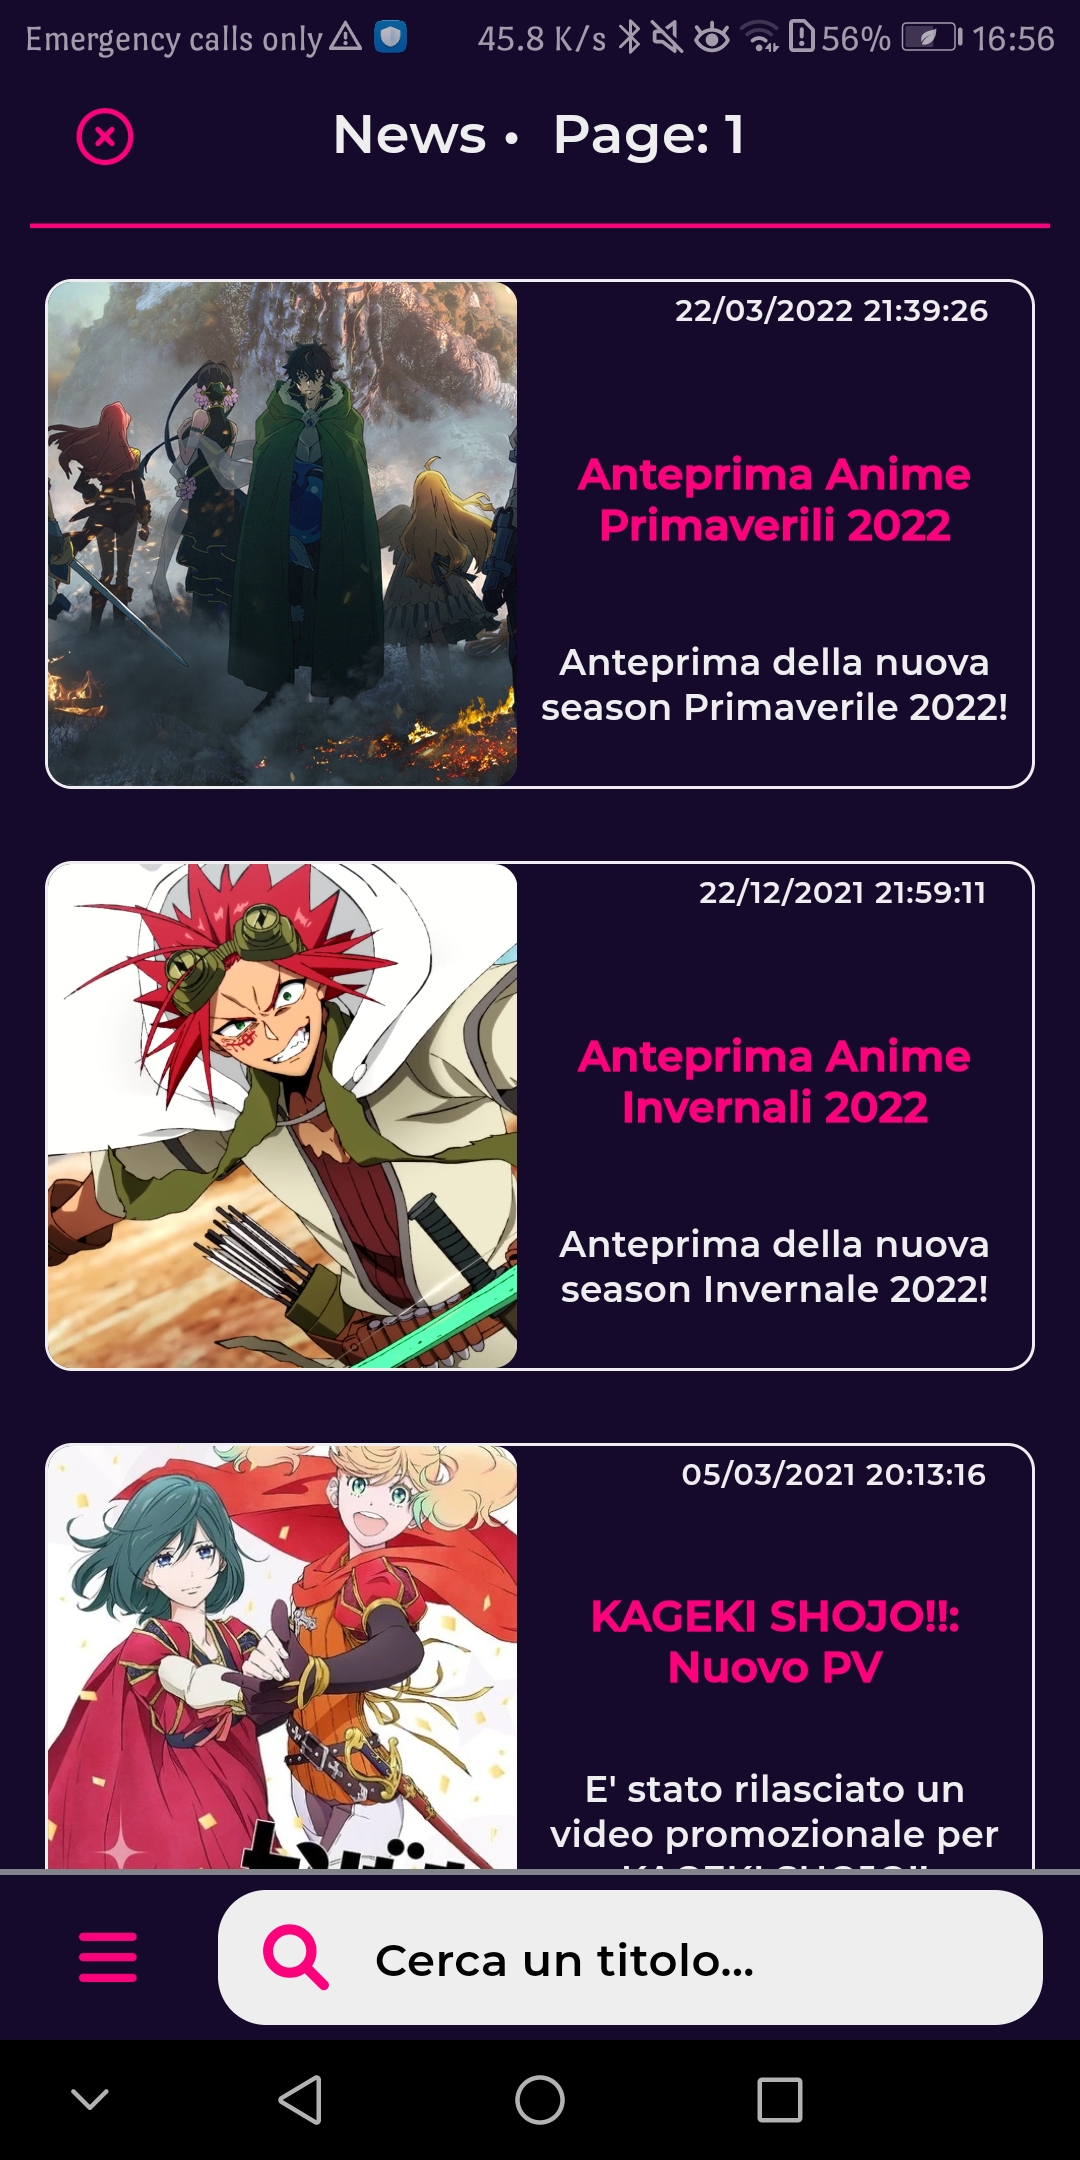 Emergency calls only 45.8 K/s 56% 16:56
News • Page: 1
22/03/2022 21:39:26
Anteprima Anime
Primaverili 2022
Anteprima della nuova
season Primaverile 2022!
22/12/2021 21:59:11
Anteprima Anime
Invernali 2022
Anteprima della nuova
season Invernale 2022!
05/03/2021 20:13:16
KAGEKI SHOJO!!:
Nuovo PV
E' stato rilasciato un
video promozionale per
KAGEKI SHOJO!!
Cerca un titolo...